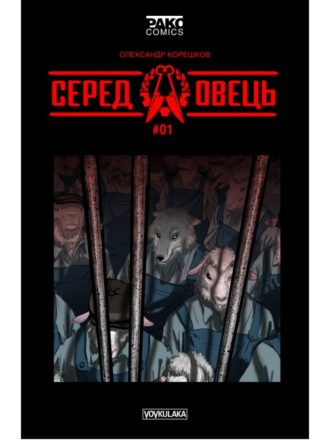 РАКО
COMICS
ОЛЕКСАНДР КОРЕШКОВ
СЕРЕД ОВЕЦЬ
#01
VOVKULAKA